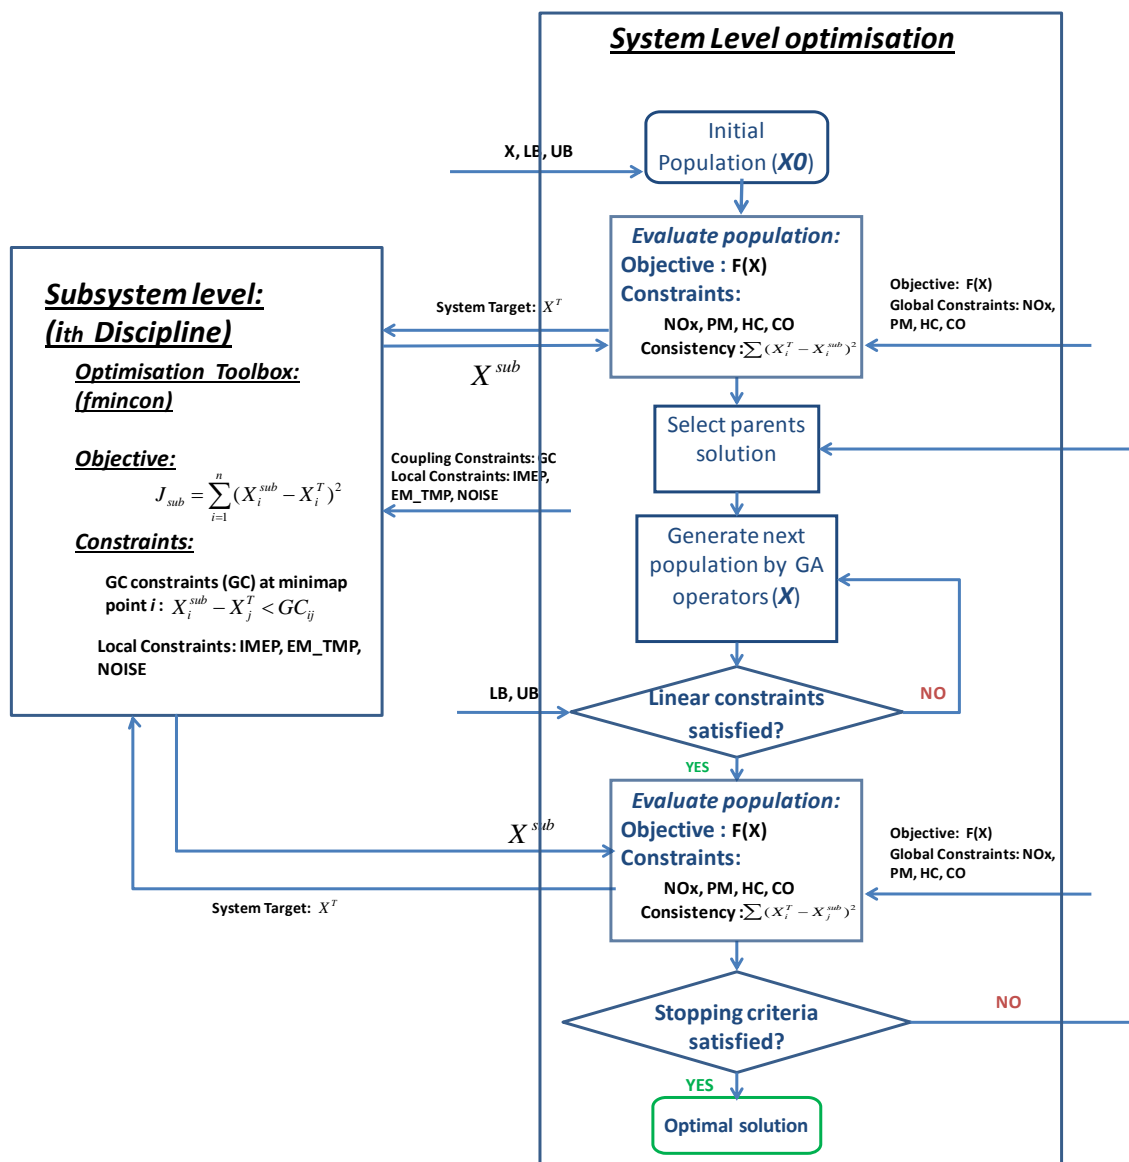 System Level optimisation
Initial
Population (X0)
X, LB, UB
Evaluate population:
Objective : F(X)
Constraints:
NOx, PM, HC, CO
Consistency : ∑(X_i^T − X_i^{sub})^2
Objective: F(X)
Global Constraints: NOx,
PM, HC, CO
System Target: X^T
X^{sub}
Subsystem level:
(ith Discipline)
Optimisation Toolbox:
(fmincon)
Objective:
J_{sub} = ∑_{i=1}^{n} (X_i^{sub} − X_i^T)^2
Constraints:
GC constraints (GC) at minimap
point i : X_i^{sub} − X_j^T < GC_{ij}
Local Constraints: IMEP, EM_TMP,
NOISE
Coupling Constraints: GC
Local Constraints: IMEP,
EM_TMP, NOISE
Select parents
solution
Generate next
population by GA
operators (X)
LB, UB
Linear constraints
satisfied?
NO
YES
Evaluate population:
Objective : F(X)
Constraints:
NOx, PM, HC, CO
Consistency : ∑(X_i^T − X_j^{sub})^2
X^{sub}
System Target: X^T
Objective: F(X)
Global Constraints: NOx,
PM, HC, CO
Stopping criteria
satisfied?
NO
YES
Optimal solution